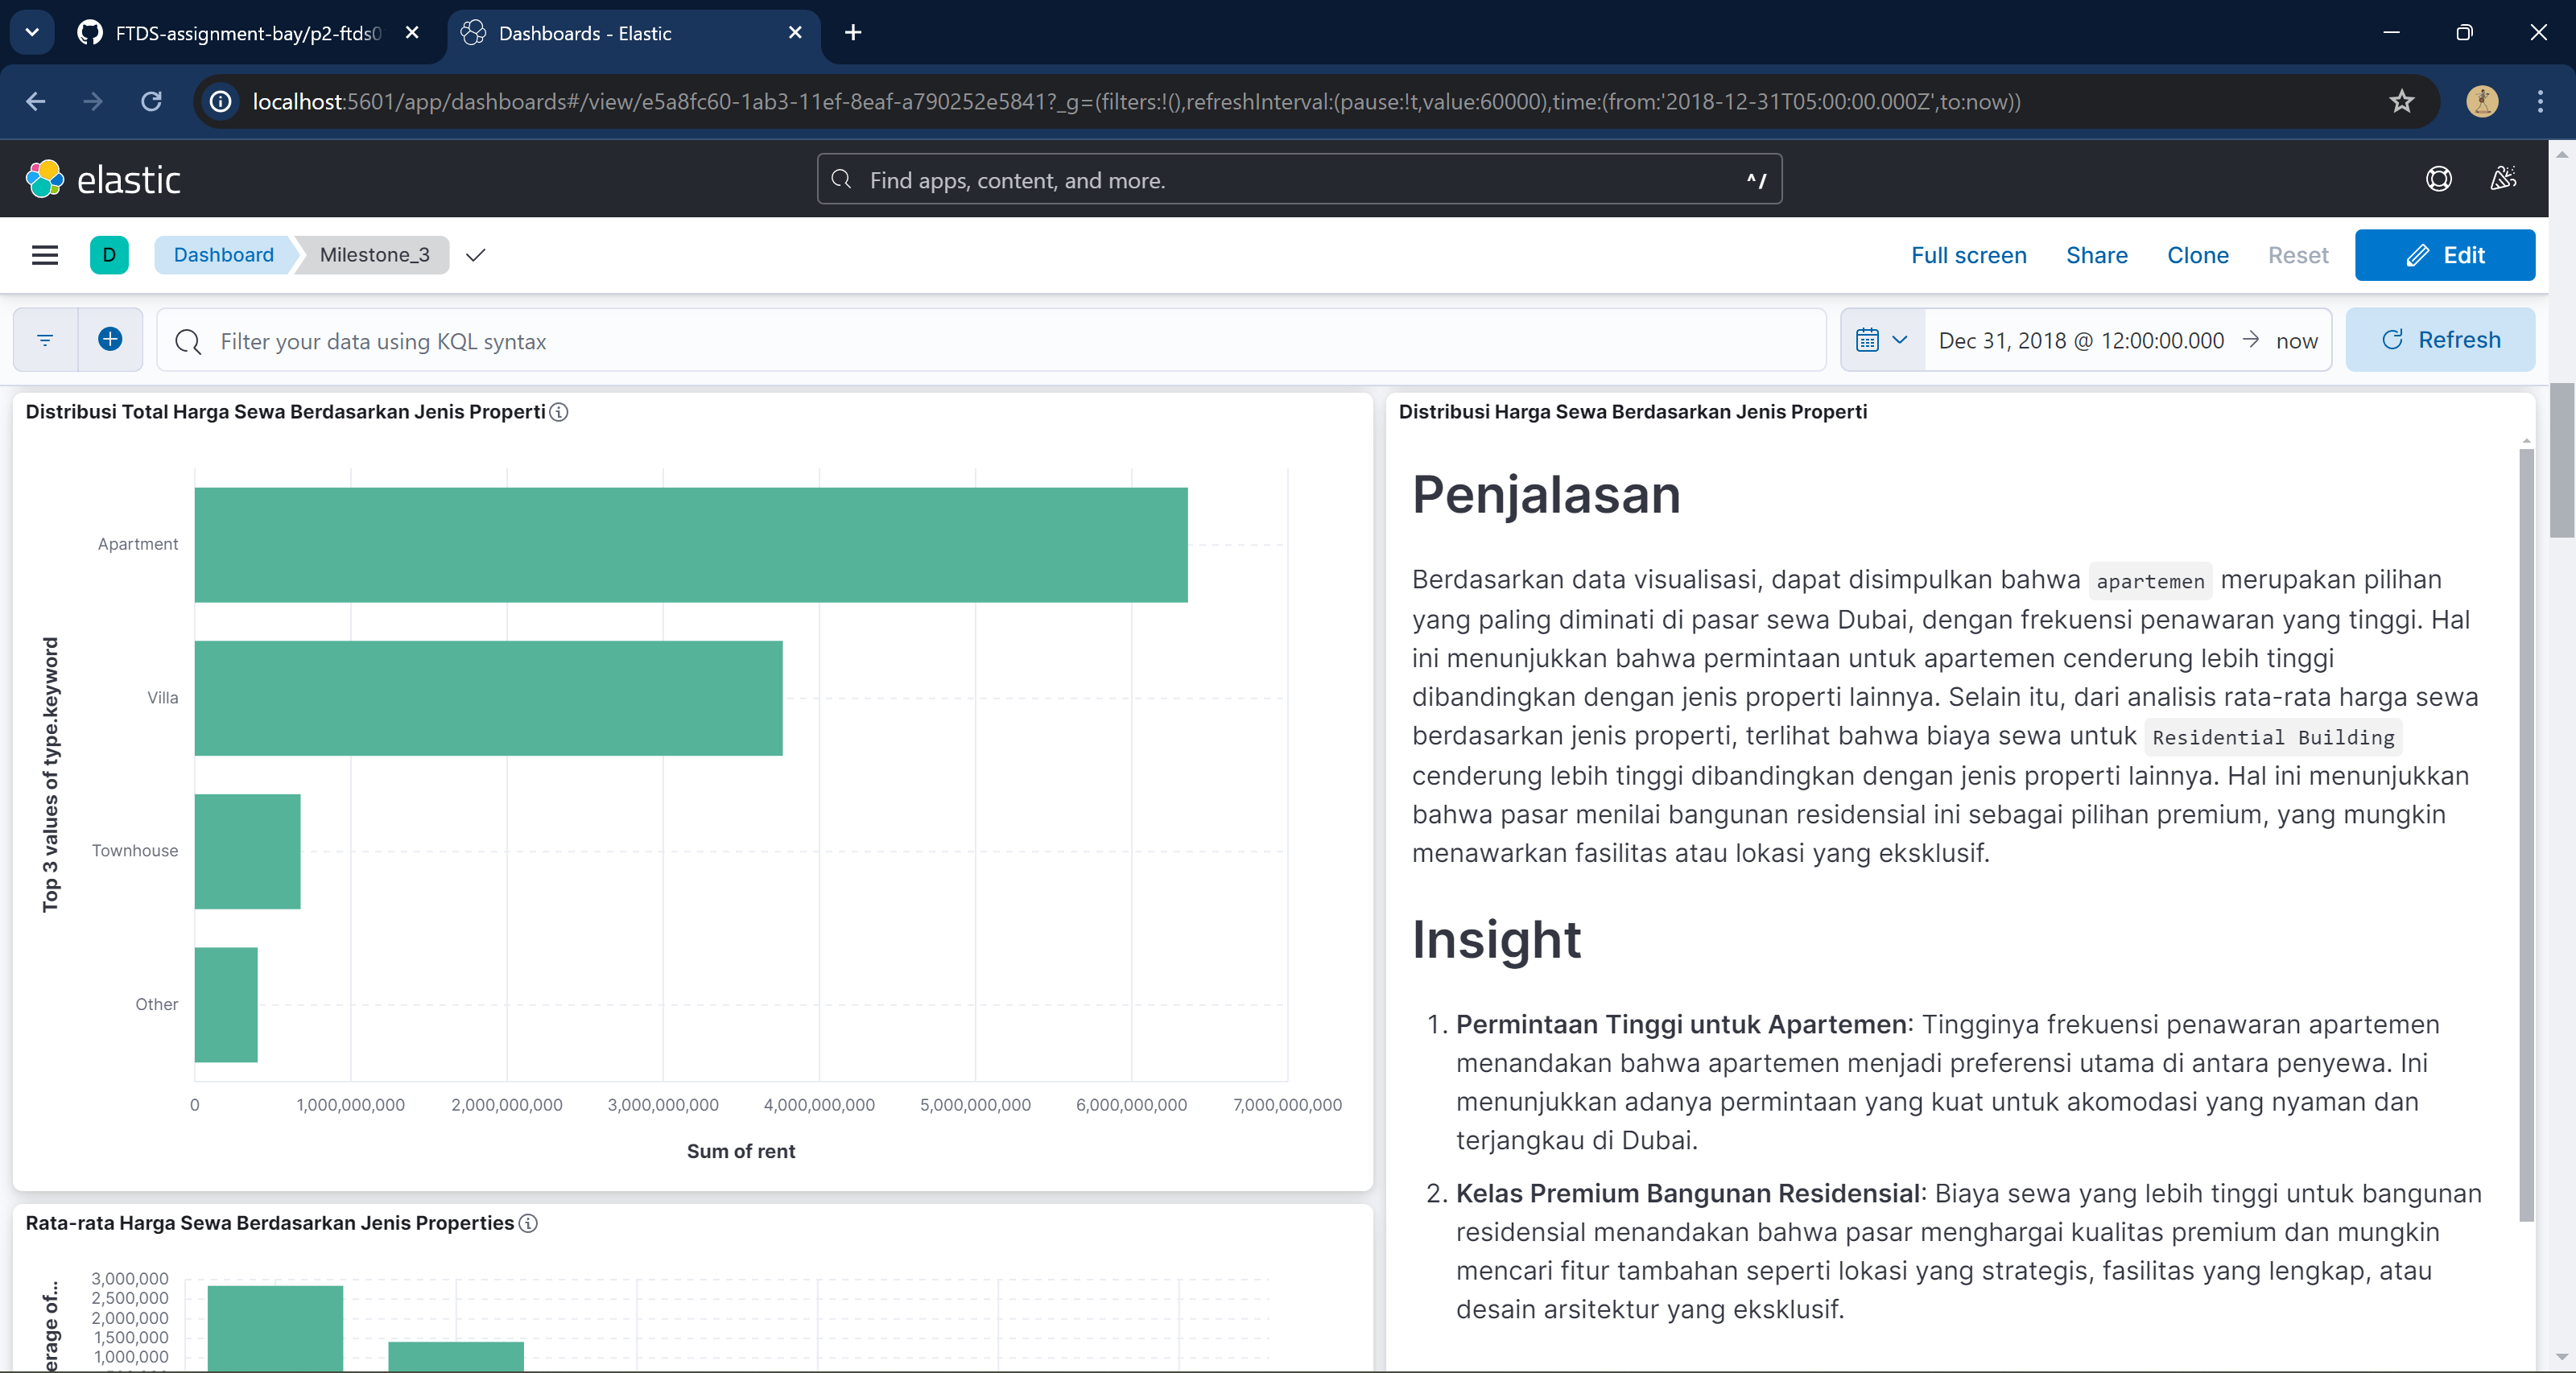 FTDS-assignment-bay/p2-ftds0
Dashboards - Elastic
localhost:5601/app/dashboards#/view/e5a8fc60-1ab3-11ef-8eaf-a790252e5841?_g=(filters:!(),refreshInterval:(pause:!t,value:60000),time:(from:'2018-12-31T05:00:00.000Z',to:now))
elastic
Find apps, content, and more.
^/
D
Dashboard
Milestone_3
Full screen
Share
Clone
Reset
Edit
Filter your data using KQL syntax
Dec 31, 2018 @ 12:00:00.000 → now
Refresh
Distribusi Total Harga Sewa Berdasarkan Jenis Properti
Top 3 values of type.keyword
Apartment
Villa
Townhouse
Other
0
1,000,000,000
2,000,000,000
3,000,000,000
4,000,000,000
5,000,000,000
6,000,000,000
7,000,000,000
Sum of rent
Rata-rata Harga Sewa Berdasarkan Jenis Properties
erage of...
3,000,000
2,500,000
2,000,000
1,500,000
1,000,000
Distribusi Harga Sewa Berdasarkan Jenis Properti
Penjalasan
Berdasarkan data visualisasi, dapat disimpulkan bahwa apartemen merupakan pilihan
yang paling diminati di pasar sewa Dubai, dengan frekuensi penawaran yang tinggi. Hal
ini menunjukkan bahwa permintaan untuk apartemen cenderung lebih tinggi
dibandingkan dengan jenis properti lainnya. Selain itu, dari analisis rata-rata harga sewa
berdasarkan jenis properti, terlihat bahwa biaya sewa untuk Residential Building
cenderung lebih tinggi dibandingkan dengan jenis properti lainnya. Hal ini menunjukkan
bahwa pasar menilai bangunan residensial ini sebagai pilihan premium, yang mungkin
menawarkan fasilitas atau lokasi yang eksklusif.
Insight
1. Permintaan Tinggi untuk Apartemen: Tingginya frekuensi penawaran apartemen
menandakan bahwa apartemen menjadi preferensi utama di antara penyewa. Ini
menunjukkan adanya permintaan yang kuat untuk akomodasi yang nyaman dan
terjangkau di Dubai.
2. Kelas Premium Bangunan Residensial: Biaya sewa yang lebih tinggi untuk bangunan
residensial menandakan bahwa pasar menghargai kualitas premium dan mungkin
mencari fitur tambahan seperti lokasi yang strategis, fasilitas yang lengkap, atau
desain arsitektur yang eksklusif.